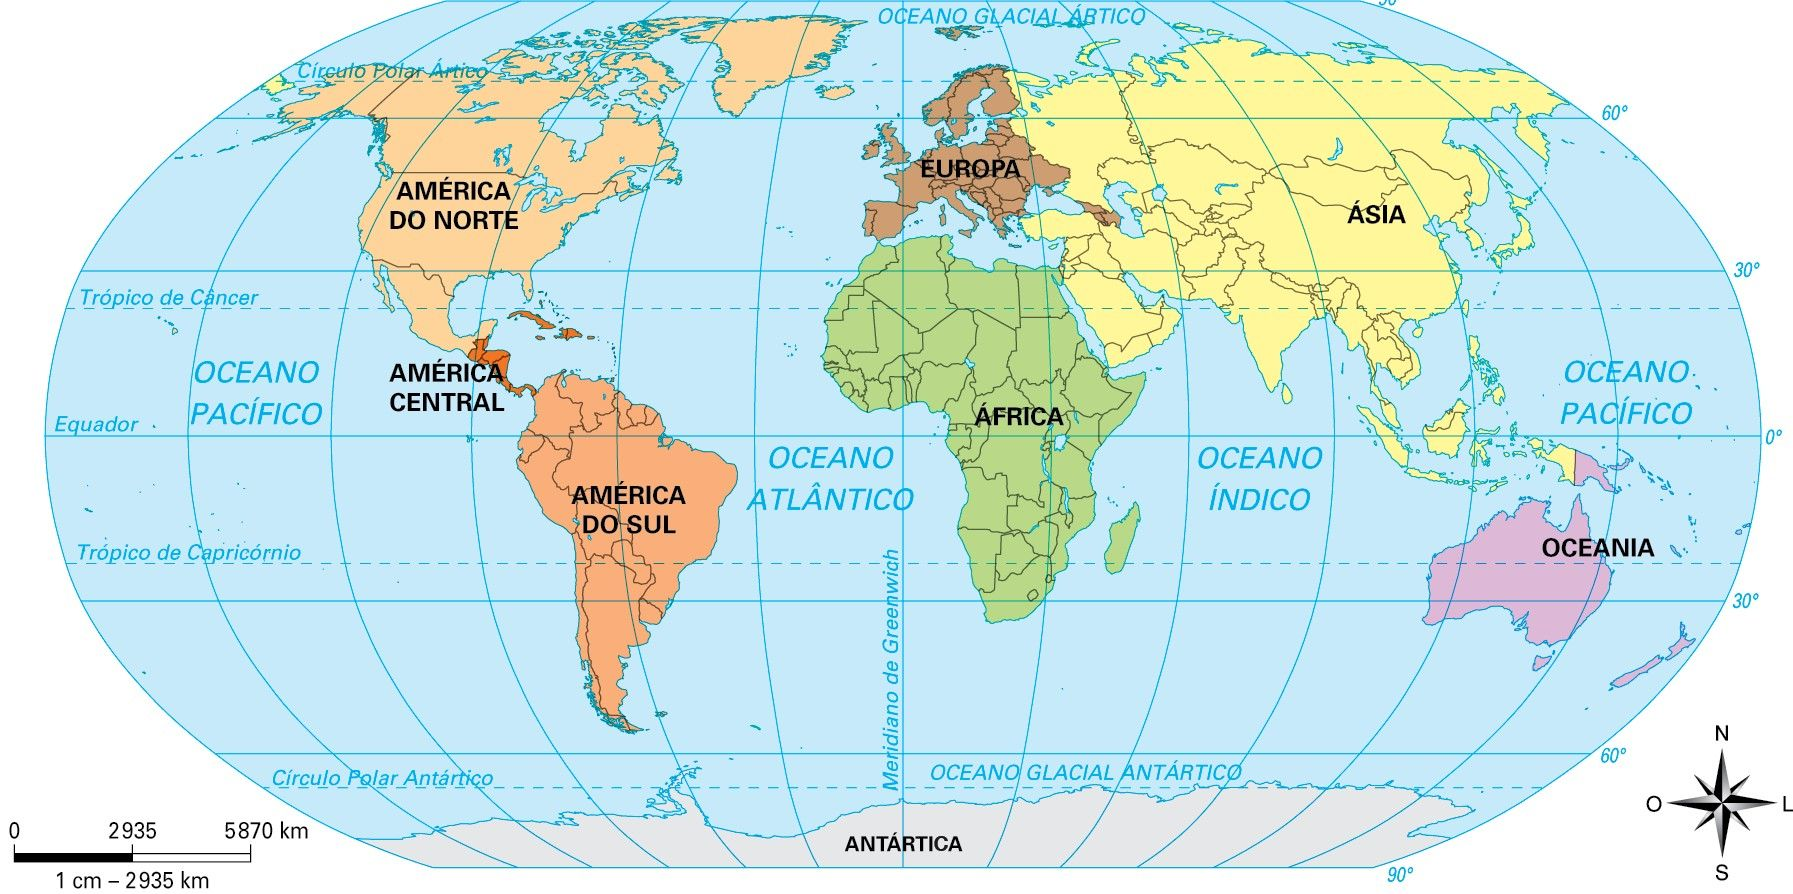 90°
OCEANO GLACIAL ÁRTICO
Círculo Polar Ártico
60°
EUROPA
AMÉRICA
DO NORTE
ÁSIA
30°
Trópico de Câncer
OCEANO
PACÍFICO
AMÉRICA
CENTRAL
OCEANO
PACÍFICO
ÁFRICA
Equador
0°
OCEANO
ATLÂNTICO
OCEANO
ÍNDICO
AMÉRICA
DO SUL
OCEANIA
Trópico de Capricórnio
Meridiano de Greenwich
30°
60°
Círculo Polar Antártico
OCEANO GLACIAL ANTÁRTICO
ANTÁRTICA
90°
N
O
L
S
0 2935 5870 km
1 cm – 2935 km